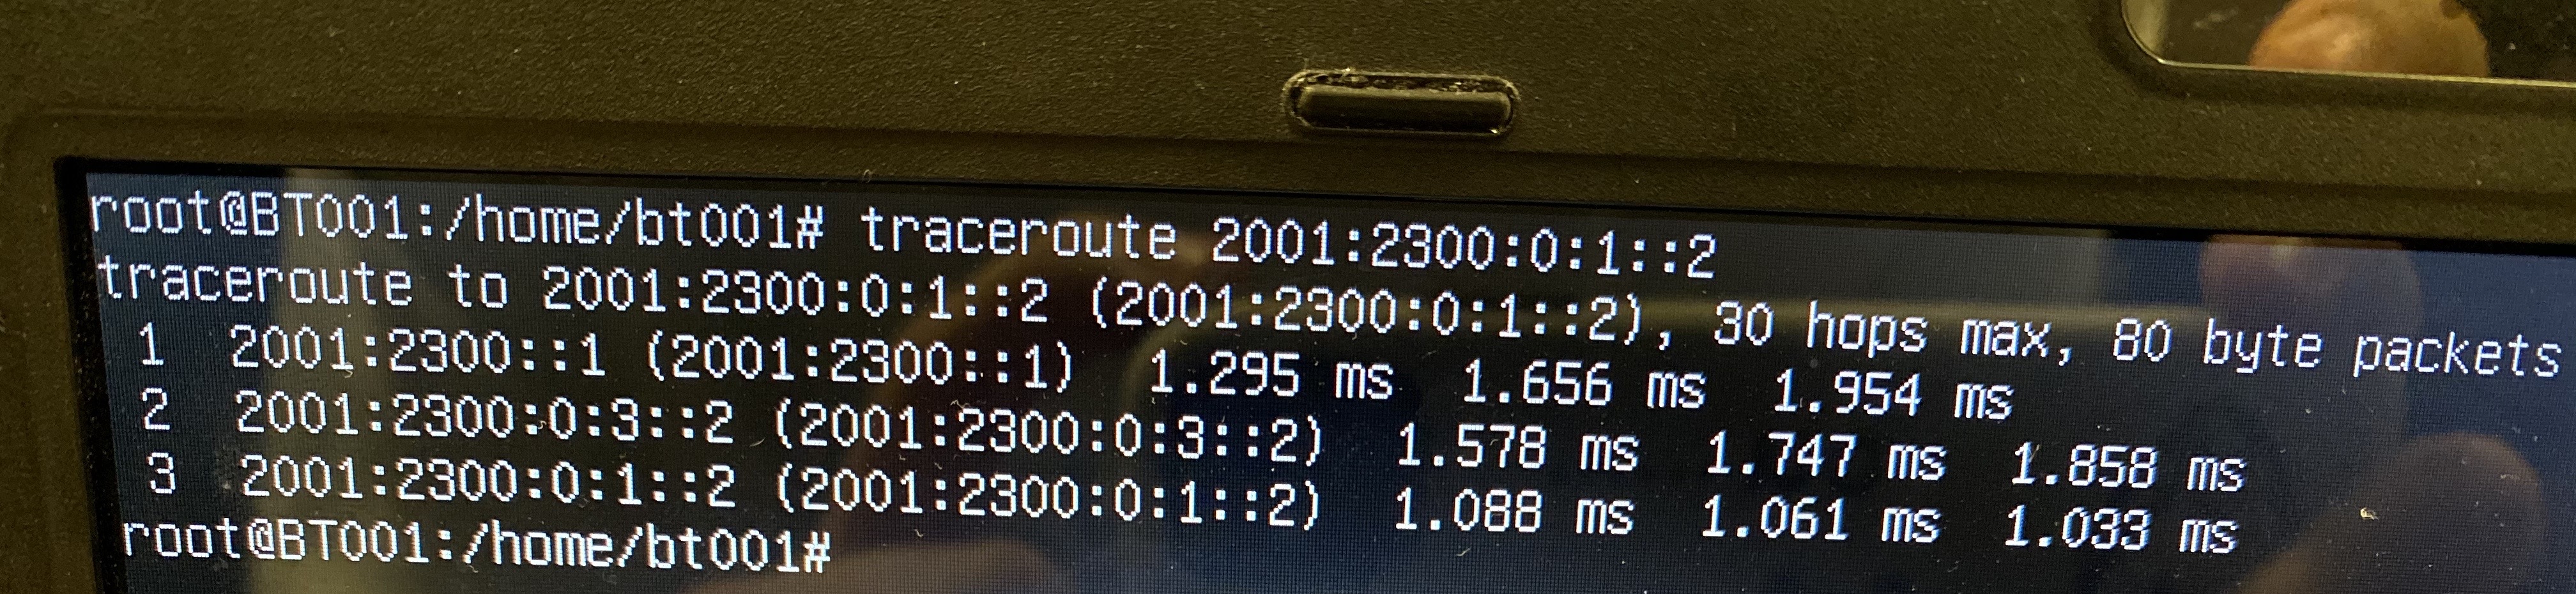 root@BT001:/home/bt001# traceroute 2001:2300:0:1::2
traceroute to 2001:2300:0:1::2 (2001:2300:0:1::2), 30 hops max, 80 byte packets
 1  2001:2300::1 (2001:2300::1)  1.295 ms  1.656 ms  1.954 ms
 2  2001:2300:0:3::2 (2001:2300:0:3::2)  1.578 ms  1.747 ms  1.858 ms
 3  2001:2300:0:1::2 (2001:2300:0:1::2)  1.088 ms  1.061 ms  1.033 ms
root@BT001:/home/bt001#